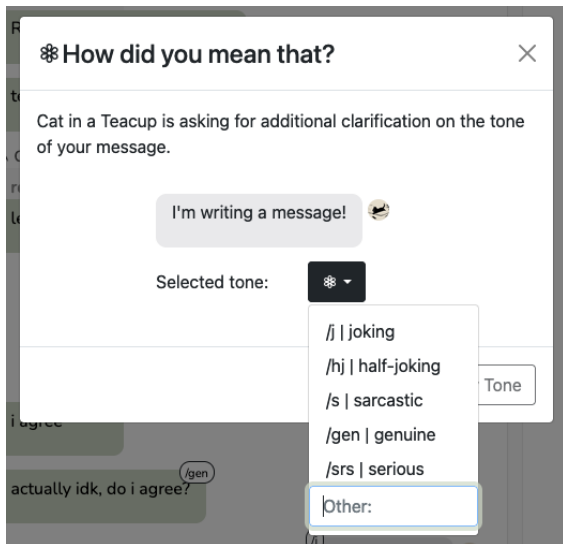 How did you mean that?
Cat in a Teacup is asking for additional clarification on the tone
of your message.
I'm writing a message!
Selected tone:
/j | joking
/hj | half-joking
/s | sarcastic
/gen | genuine
/srs | serious
Other:
Tone
i agree
/gen
actually idk, do i agree?